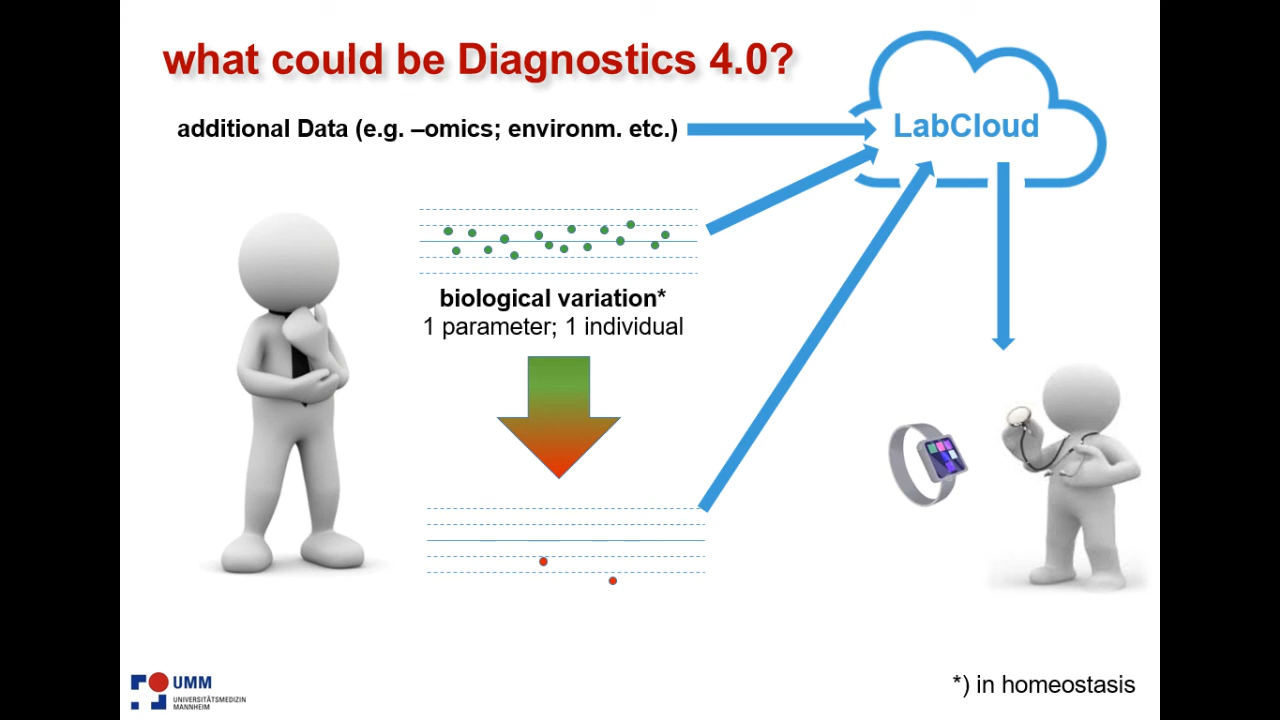 what could be Diagnostics 4.0?
additional Data (e.g. –omics; environm. etc.)
LabCloud
biological variation*
1 parameter; 1 individual
UMM
UNIVERSITÄTSMEDIZIN
MANNHEIM
*) in homeostasis